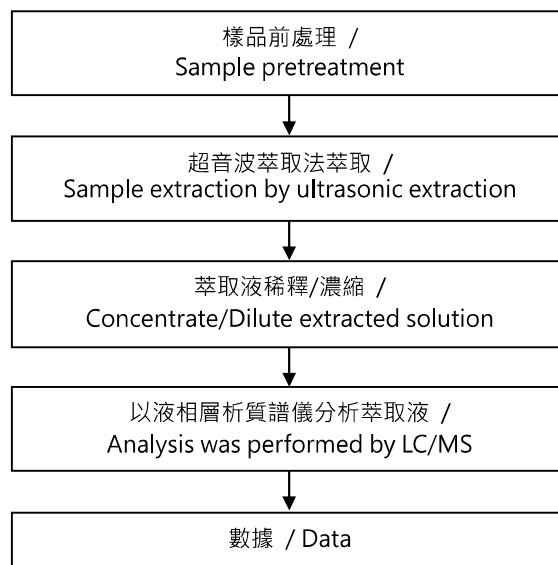 樣品前處理 /
Sample pretreatment
超音波萃取法萃取 /
Sample extraction by ultrasonic extraction
萃取液稀釋/濃縮 /
Concentrate/Dilute extracted solution
以液相層析質譜儀分析萃取液 /
Analysis was performed by LC/MS
數據 / Data